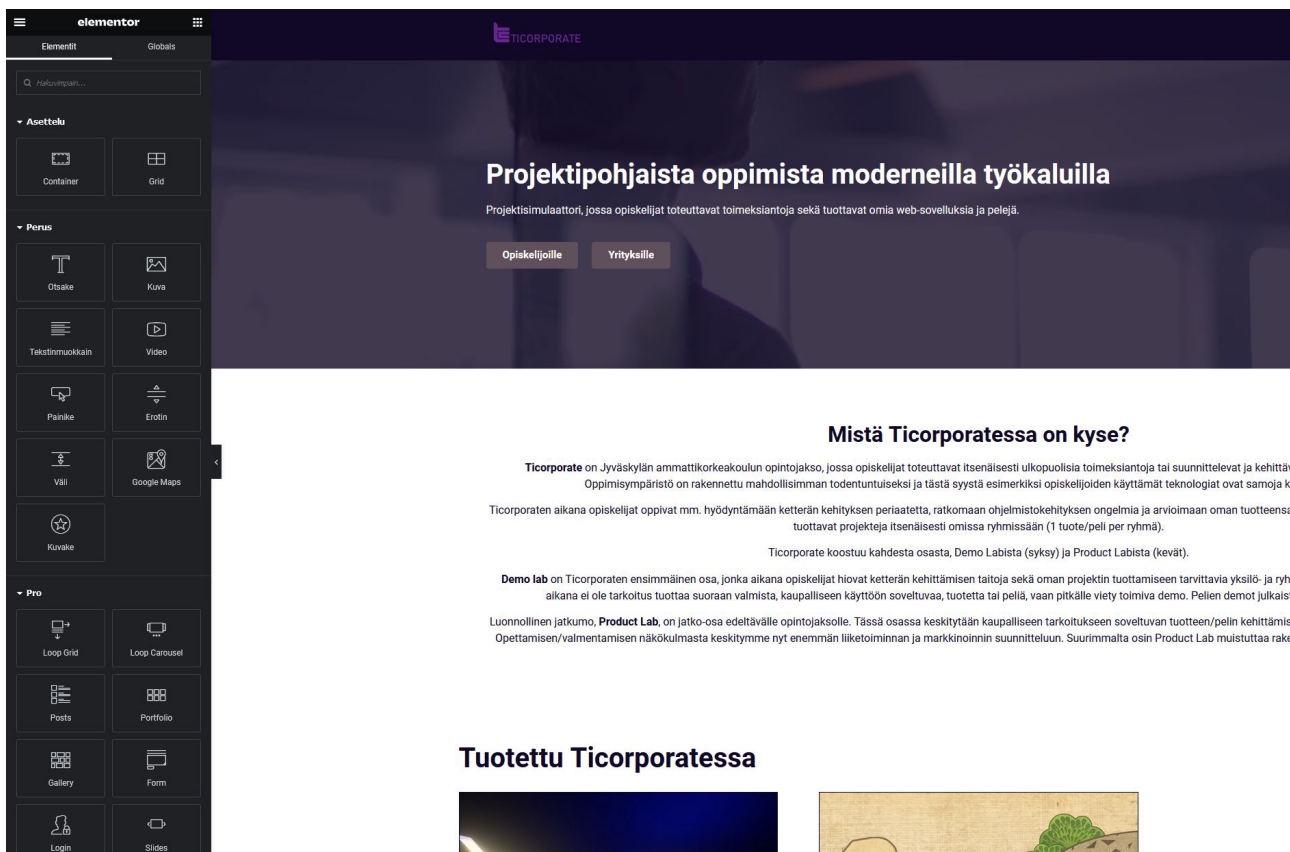 elementor
Elementit
Globals
Hakuvimpain...
Asettelu
Container
Grid
Perus
Otsake
Kuva
Tekstinmuokkain
Video
Painike
Erotin
Väli
Google Maps
Kuvake
Pro
Loop Grid
Loop Carousel
Posts
Portfolio
Gallery
Form
Login
Slides
TICORPORATE
Projektipohjaista oppimista moderneilla työkaluilla
Projektisimulaattori, jossa opiskelijat toteuttavat toimeksiantoja sekä tuottavat omia web-sovelluksia ja pelejä.
Opiskelijoille
Yrityksille
Mistä Ticorporatessa on kyse?
Ticorporate on Jyväskylän ammattikorkeakoulun opintojakso, jossa opiskelijat toteuttavat itsenäisesti ulkopuolisia toimeksiantoja tai suunnittelevat ja
Oppimisympäristö on rakennettu mahdollisimman todentuntuiseksi ja tästä syystä esimerkiksi opiskelijoiden käyttämät teknologiat ovat samoja
Ticorporaten aikana opiskelijat oppivat mm. hyödyntämään ketterän kehityksen periaatetta, ratkomaan ohjelmistokehityksen ongelmia ja arvioimaan oman
tuottavat projekteja itsenäisesti omissa ryhmissään (1 tuote/peli per ryhmä).
Ticorporate koostuu kahdesta osasta, Demo Labista (syksy) ja Product Labista (kevät).
Demo lab on Ticorporaten ensimmäinen osa, jonka aikana opiskelijat hiovat ketterän kehittämisen taitoja sekä oman projektin tuottamiseen tarvittavia yksilö- ja
aikana ei ole tarkoitus tuottaa suoraan valmista, kaupalliseen käyttöön soveltuvaa, tuotetta tai peliä, vaan pitkälle viety toimiva demo. Pelien demot
Luonnollinen jatkumo, Product Lab, on jatko-osa edeltävälle opintojaksolle. Tässä osassa keskitytään kaupalliseen tarkoitukseen soveltuvan tuotteen/pelin
Opettamisen/valmentamisen näkökulmasta keskitymme nyt enemmän liiketoiminnan ja markkinoinnin suunnitteluun. Suurimmalta osin Product Lab muistuttaa
Tuotettu Ticorporatessa